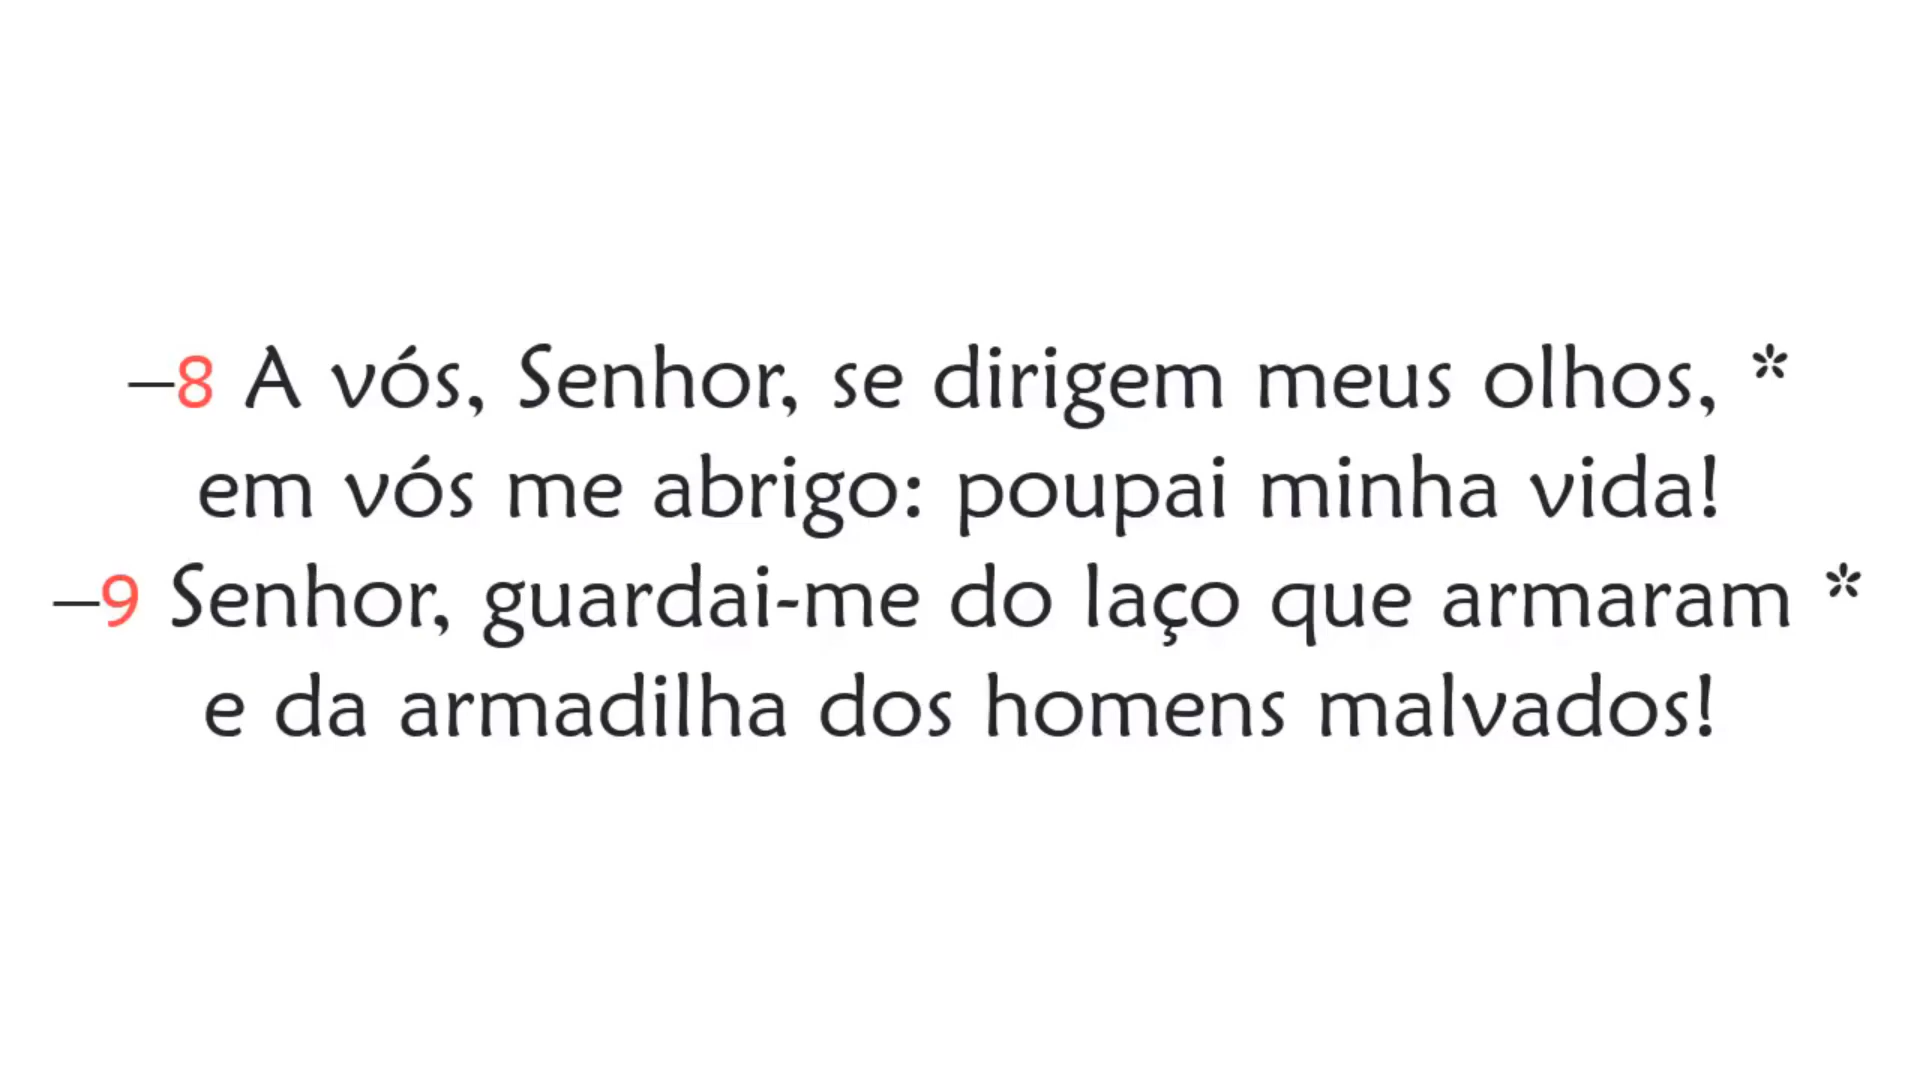 –8 A vós, Senhor, se dirigem meus olhos, *
em vós me abrigo: poupai minha vida!
–9 Senhor, guardai-me do laço que armaram *
e da armadilha dos homens malvados!